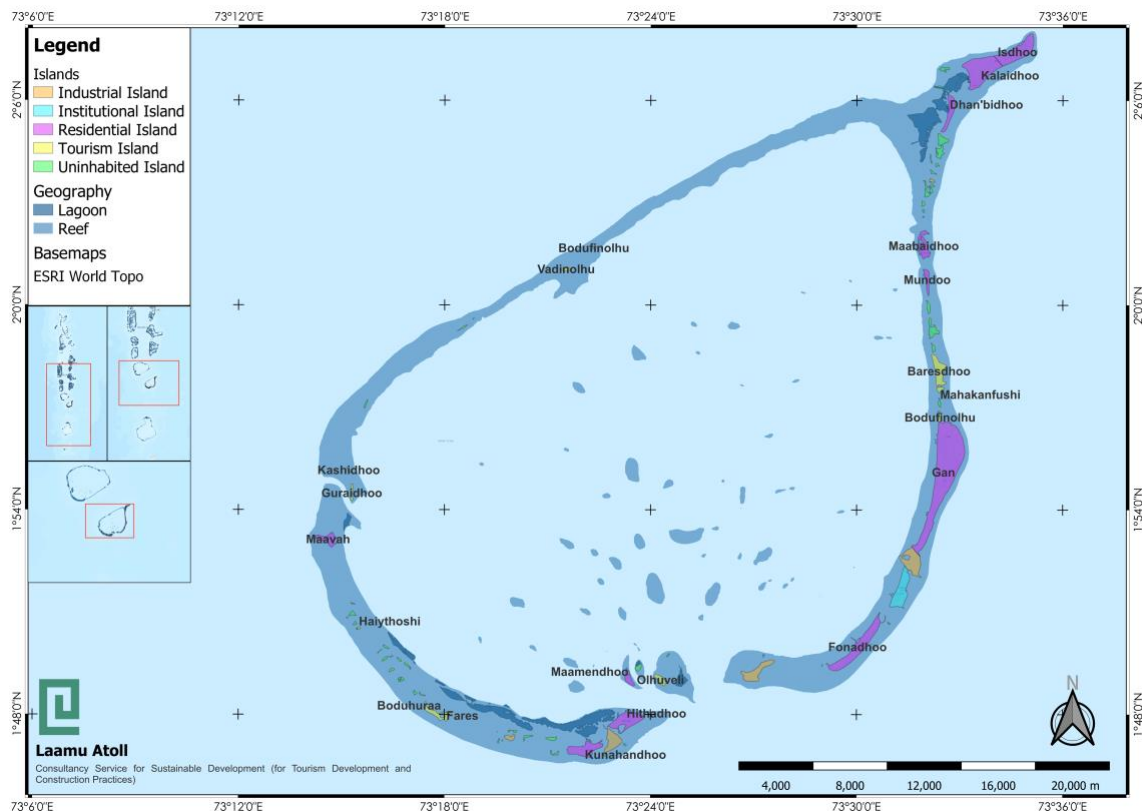 73°6'0"E 73°12'0"E 73°18'0"E 73°24'0"E 73°30'0"E 73°36'0"E
Legend
Islands
Industrial Island
Institutional Island
Residential Island
Tourism Island
Uninhabited Island
Geography
Lagoon
Reef
Basemaps
ESRI World Topo
2°6'0"N
2°0'0"N
1°54'0"N
1°48'0"N
Isdhoo
Kalaidhoo
Dhan'bidhoo
Maabaidhoo
Bodufinolhu
Vadinolhu
Mundoo
Baresdhoo
Mahakanfushi
Bodufinolhu
Kashidhoo
Gan
Guraidhoo
Maavah
Haiythoshi
Fonadhoo
Maamendhoo
Olhuveli
Boduhuraa
Fares
Hithadhoo
Kunahandhoo
2°6'0"N
2°0'0"N
1°54'0"N
1°48'0"N
N
Laamu Atoll
Consultancy Service for Sustainable Development (for Tourism Development and
Construction Practices)
4,000 8,000 12,000 16,000 20,000 m
73°6'0"E 73°12'0"E 73°18'0"E 73°24'0"E 73°30'0"E 73°36'0"E